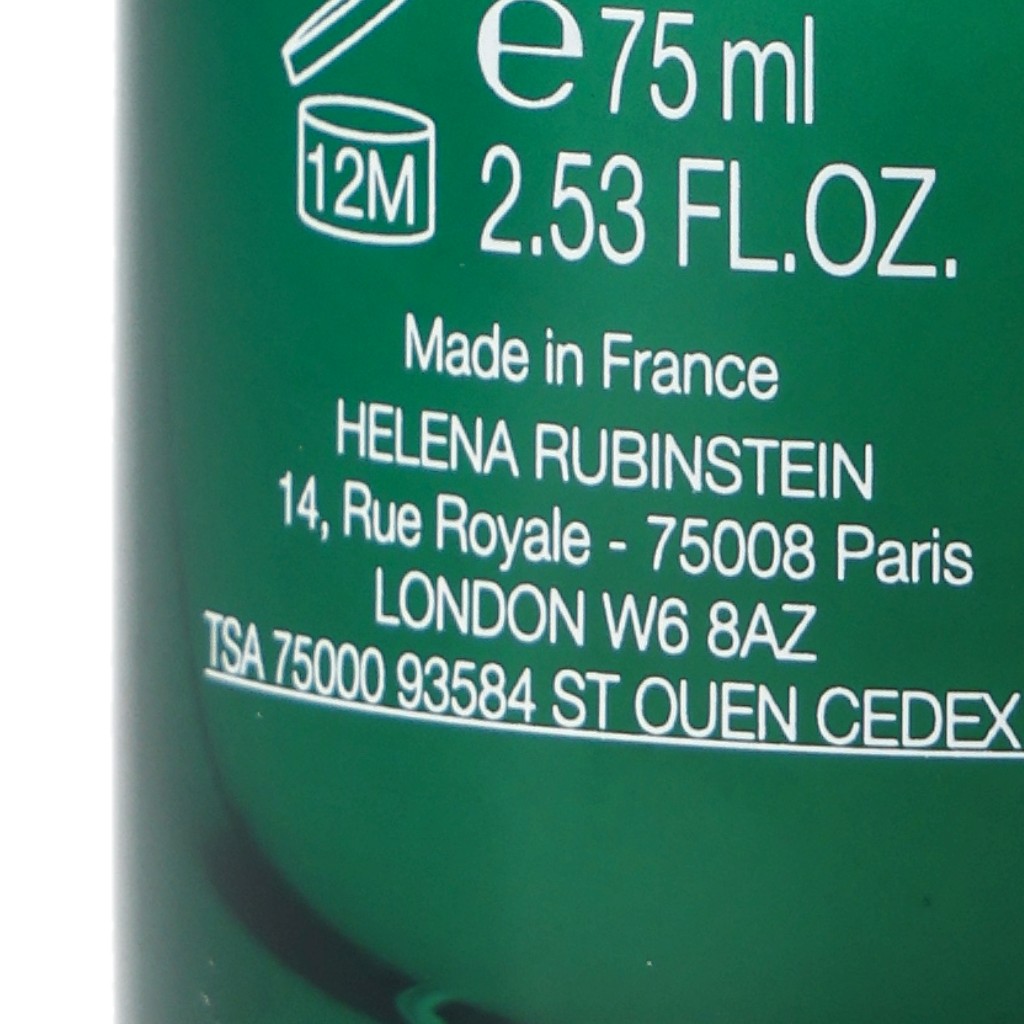 ℮ 75 ml
12M
2.53 FL.OZ.
Made in France
HELENA RUBINSTEIN
14, Rue Royale - 75008 Paris
LONDON W6 8AZ
TSA 75000 93584 ST OUEN CEDEX